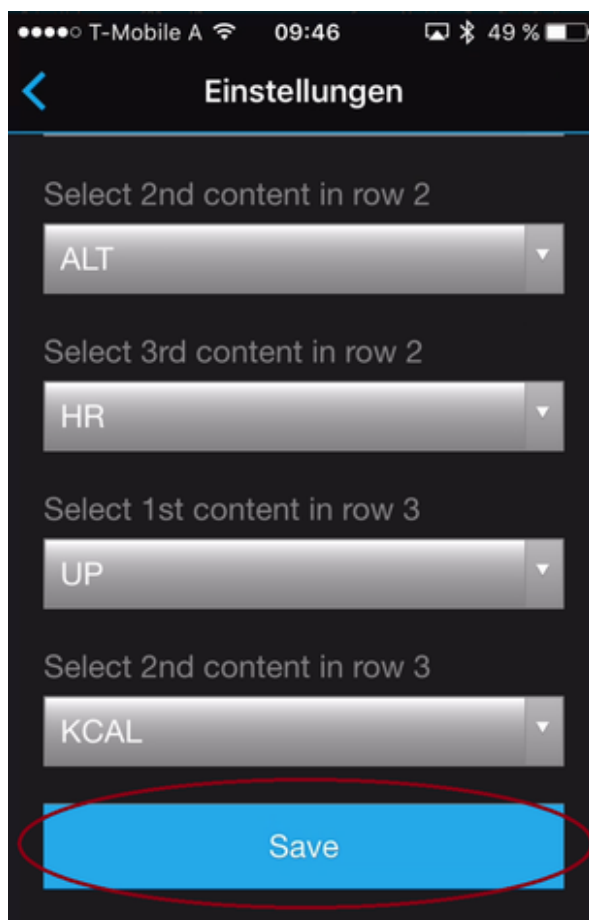 T-Mobile A 09:46 49 %
Einstellungen
Select 2nd content in row 2
ALT
Select 3rd content in row 2
HR
Select 1st content in row 3
UP
Select 2nd content in row 3
KCAL
Save